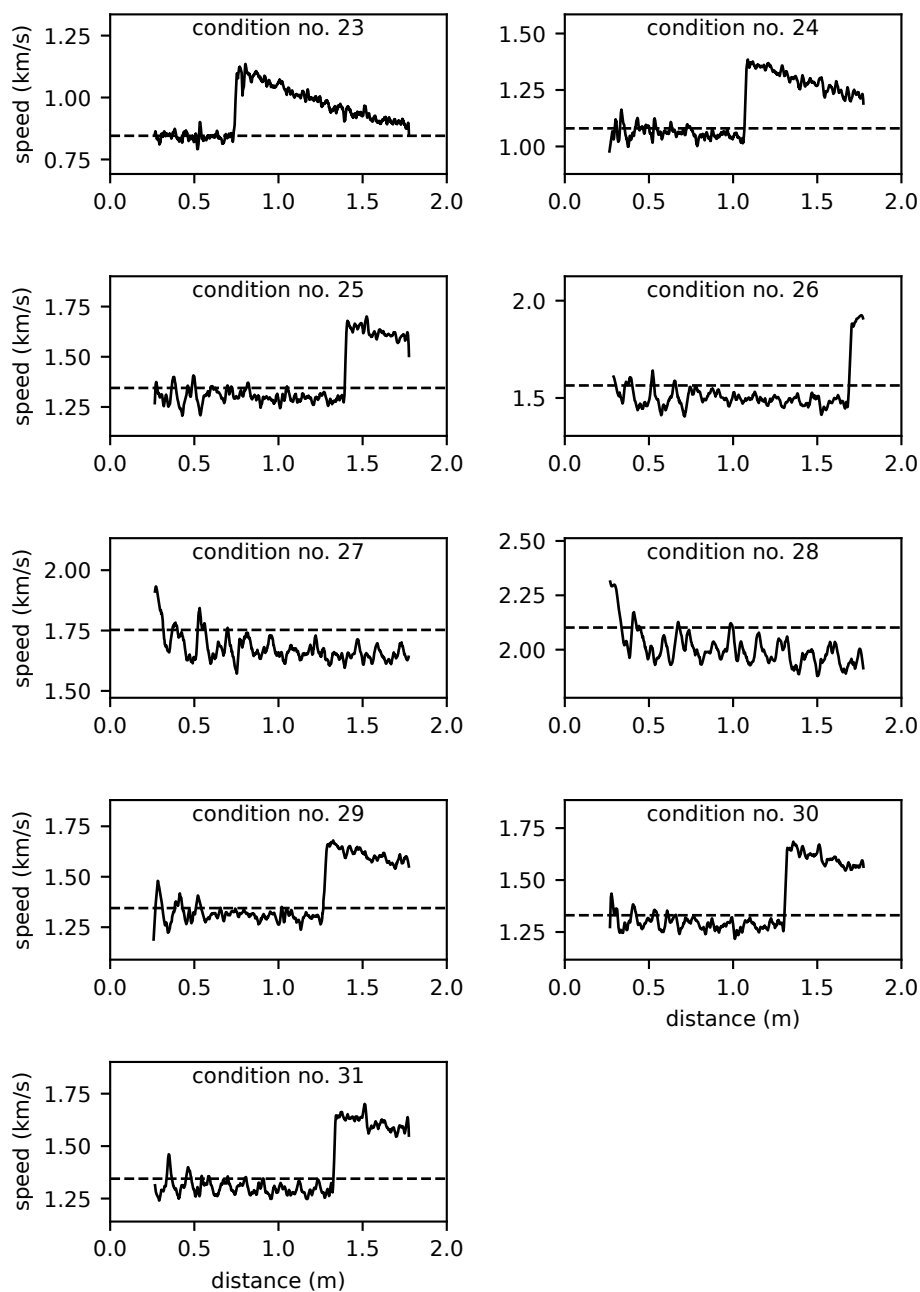 condition no. 23
speed (km/s)
1.25
1.00
0.75
0.0 0.5 1.0 1.5 2.0
condition no. 24
1.50
1.25
1.00
0.0 0.5 1.0 1.5 2.0
condition no. 25
speed (km/s)
1.75
1.50
1.25
0.0 0.5 1.0 1.5 2.0
condition no. 26
2.0
1.5
0.0 0.5 1.0 1.5 2.0
condition no. 27
speed (km/s)
2.00
1.75
1.50
0.0 0.5 1.0 1.5 2.0
condition no. 28
2.50
2.25
2.00
0.0 0.5 1.0 1.5 2.0
condition no. 29
speed (km/s)
1.75
1.50
1.25
0.0 0.5 1.0 1.5 2.0
condition no. 30
1.75
1.50
1.25
0.0 0.5 1.0 1.5 2.0
distance (m)
condition no. 31
speed (km/s)
1.75
1.50
1.25
0.0 0.5 1.0 1.5 2.0
distance (m)